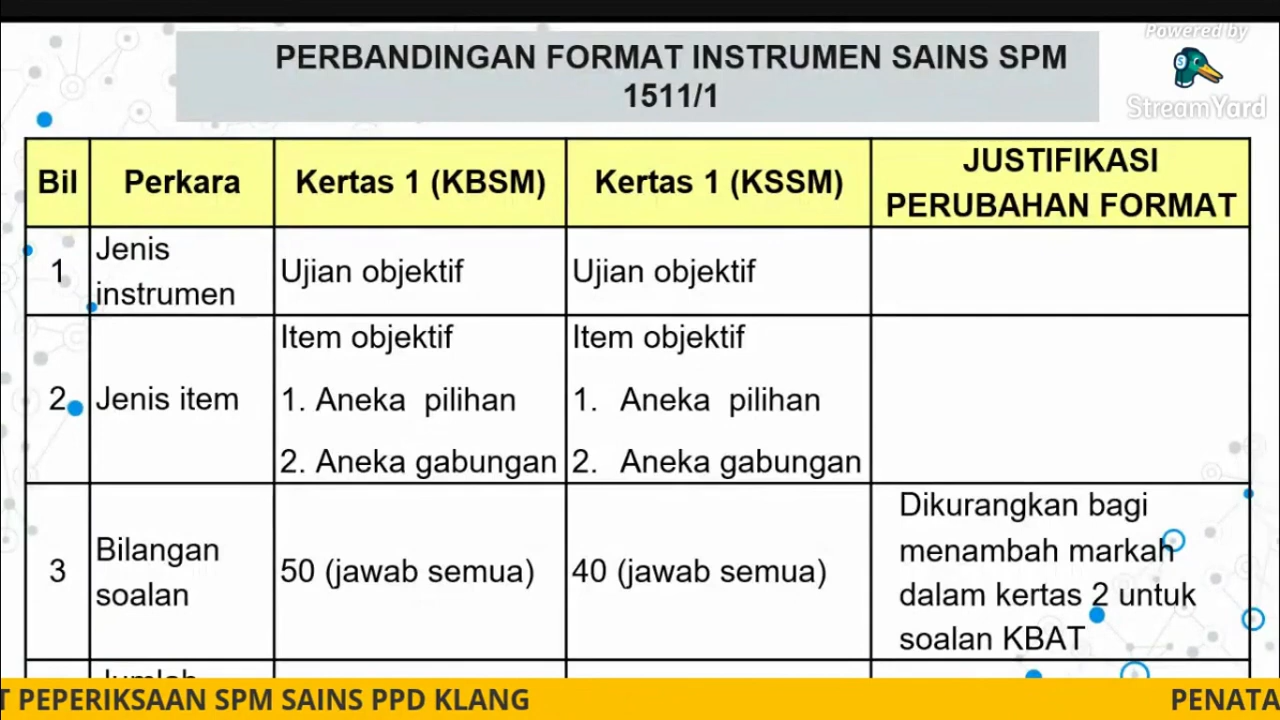 Powered by
StreamYard
PERBANDINGAN FORMAT INSTRUMEN SAINS SPM
1511/1
Bil
Perkara
Kertas 1 (KBSM)
Kertas 1 (KSSM)
JUSTIFIKASI
PERUBAHAN FORMAT
1
Jenis
instrumen
Ujian objektif
Ujian objektif
2
Jenis item
Item objektif
1. Aneka pilihan
2. Aneka gabungan
Item objektif
1. Aneka pilihan
2. Aneka gabungan
3
Bilangan
soalan
50 (jawab semua)
40 (jawab semua)
Dikurangkan bagi
menambah markah
dalam kertas 2 untuk
soalan KBAT
Jumlah
T PEPERIKSAAN SPM SAINS PPD KLANG
PENATA